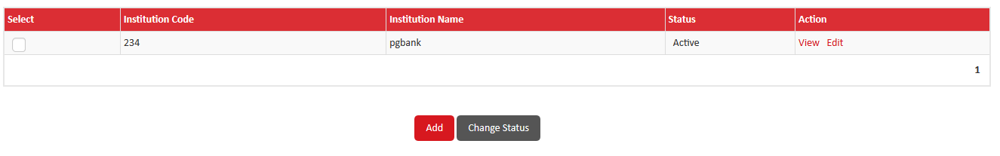 Select Institution Code Institution Name Status Action
234 pgbank Active View Edit
1
Add Change Status